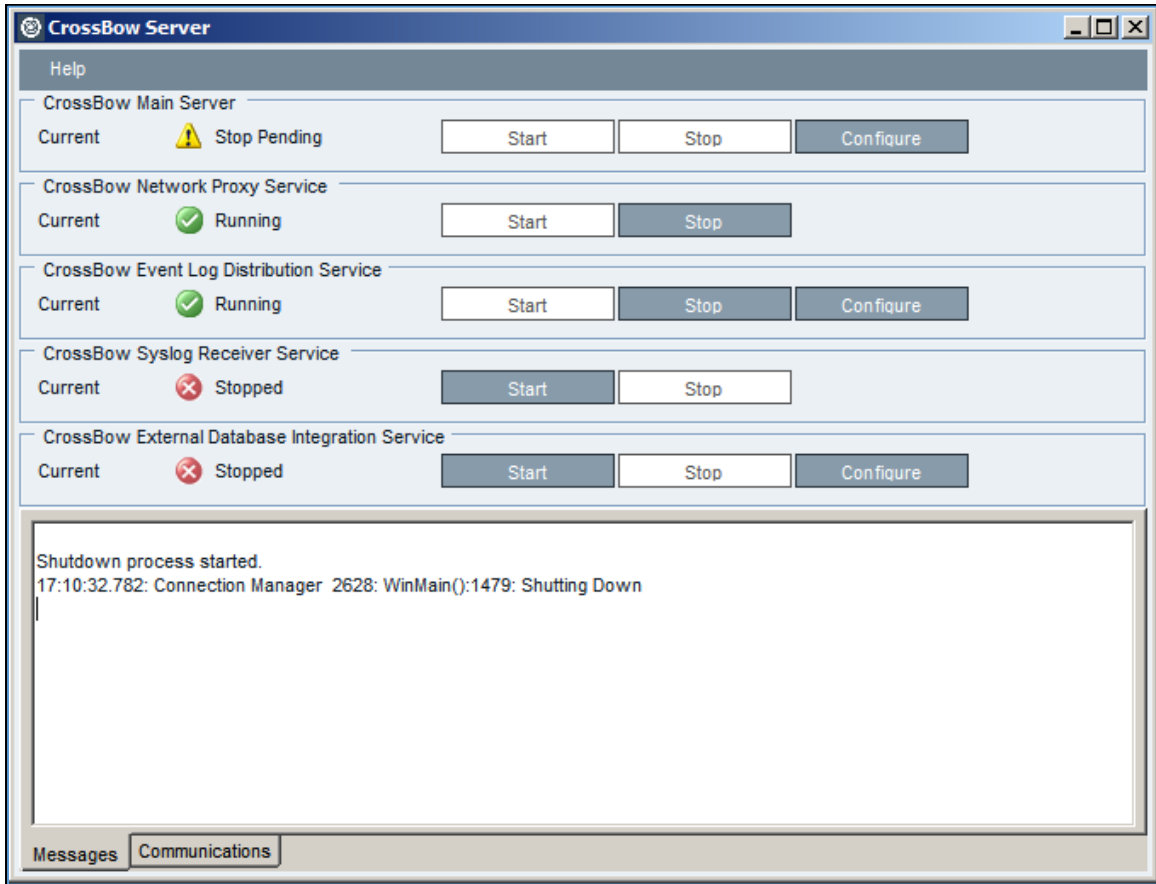 CrossBow Server
Help
CrossBow Main Server
Current Stop Pending Start Stop Configure
CrossBow Network Proxy Service
Current Running Start Stop
CrossBow Event Log Distribution Service
Current Running Start Stop Configure
CrossBow Syslog Receiver Service
Current Stopped Start Stop
CrossBow External Database Integration Service
Current Stopped Start Stop Configure
Shutdown process started.
17:10:32.782: Connection Manager 2628: WinMain():1479: Shutting Down
Messages Communications